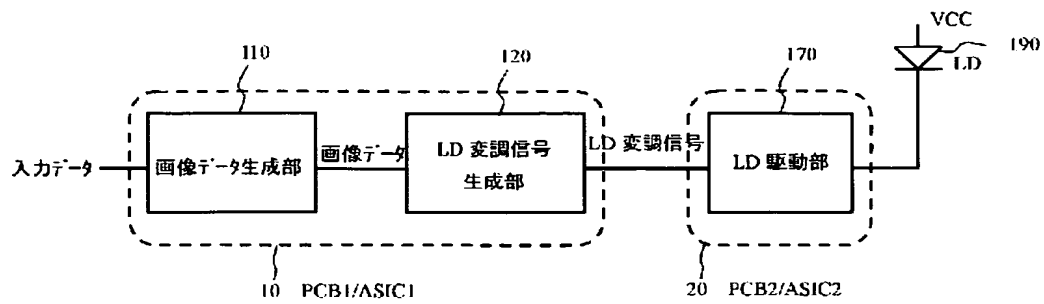 VCC
110
120
170
190
LD
入力データ
画像データ生成部
画像データ
LD 変調信号
生成部
LD 変調信号
LD 駆動部
10 PCB1/ASIC1
20 PCB2/ASIC2